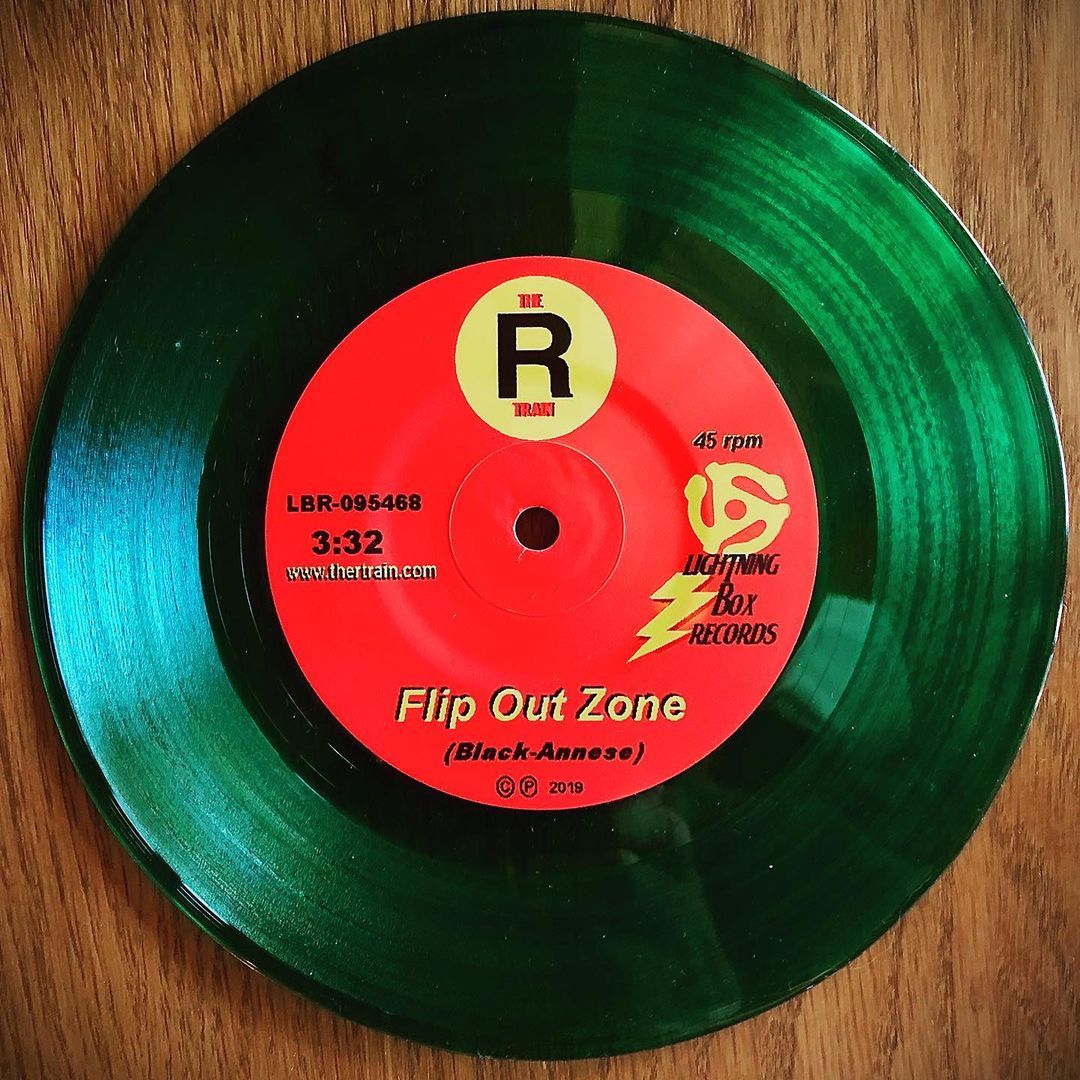 THE
R
TRAIN
45 rpm
LBR-095468
3:32
www.thertrain.com
LIGHTNING
BOX
RECORDS
Flip Out Zone
(Black-Annese)
© ℗ 2019